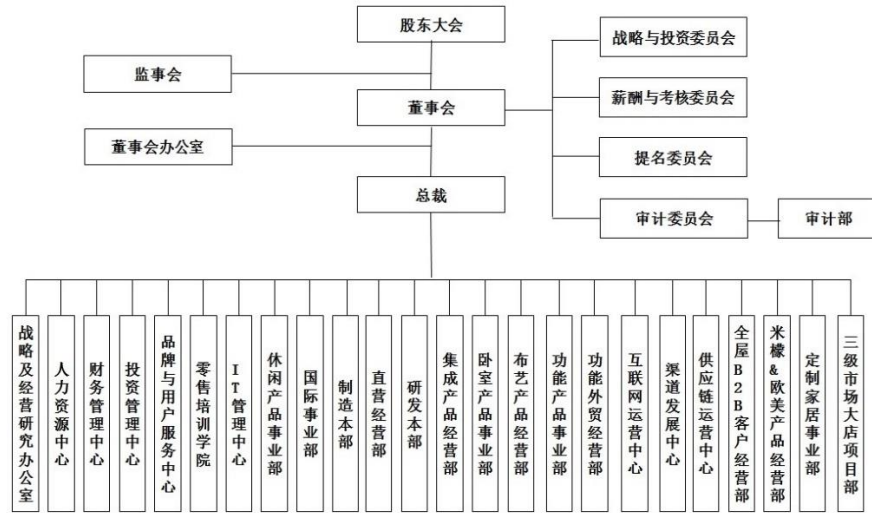 股东大会
战略与投资委员会
监事会
董事会
薪酬与考核委员会
董事会办公室
提名委员会
总裁
审计委员会
审计部
战略及经营研究办公室
人力资源中心
财务管理中心
投资管理中心
品牌与用户服务中心
零售培训学院
IT管理中心
休闲产品事业部
国际事业部
制造本部
直营经营部
研发本部
集成产品经营部
卧室产品事业部
布艺产品经营部
功能产品事业部
功能外贸经营部
互联网运营中心
渠道发展中心
供应链运营中心
全屋B2B客户经营部
米檬&欧美产品经营部
定制家居事业部
三级市场大店项目部